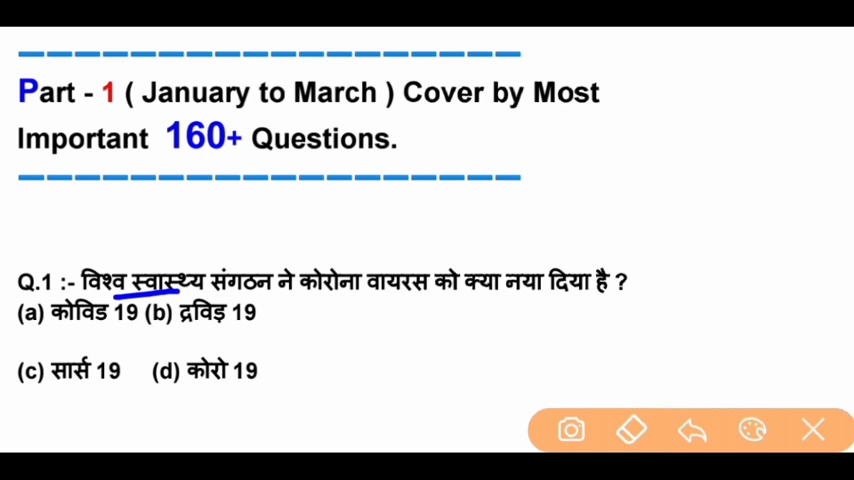 Part - 1 ( January to March ) Cover by Most
Important 160+ Questions.
Q.1 :- विश्व स्वास्थ्य संगठन ने कोरोना वायरस को क्या नया दिया है ?
(a) कोविड 19 (b) द्रविड़ 19
(c) सार्स 19 (d) कोरो 19